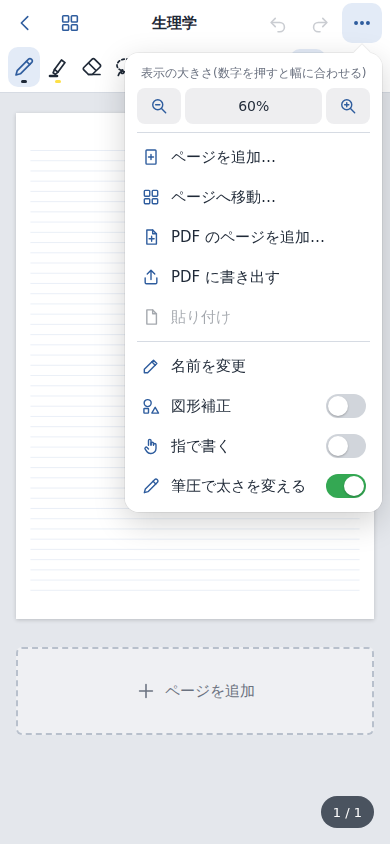 生理学
表示の大きさ(数字を押すと幅に合わせる)
60%
ページを追加…
ページへ移動…
PDF のページを追加…
PDF に書き出す
貼り付け
名前を変更
図形補正
指で書く
筆圧で太さを変える
ページを追加
1 / 1